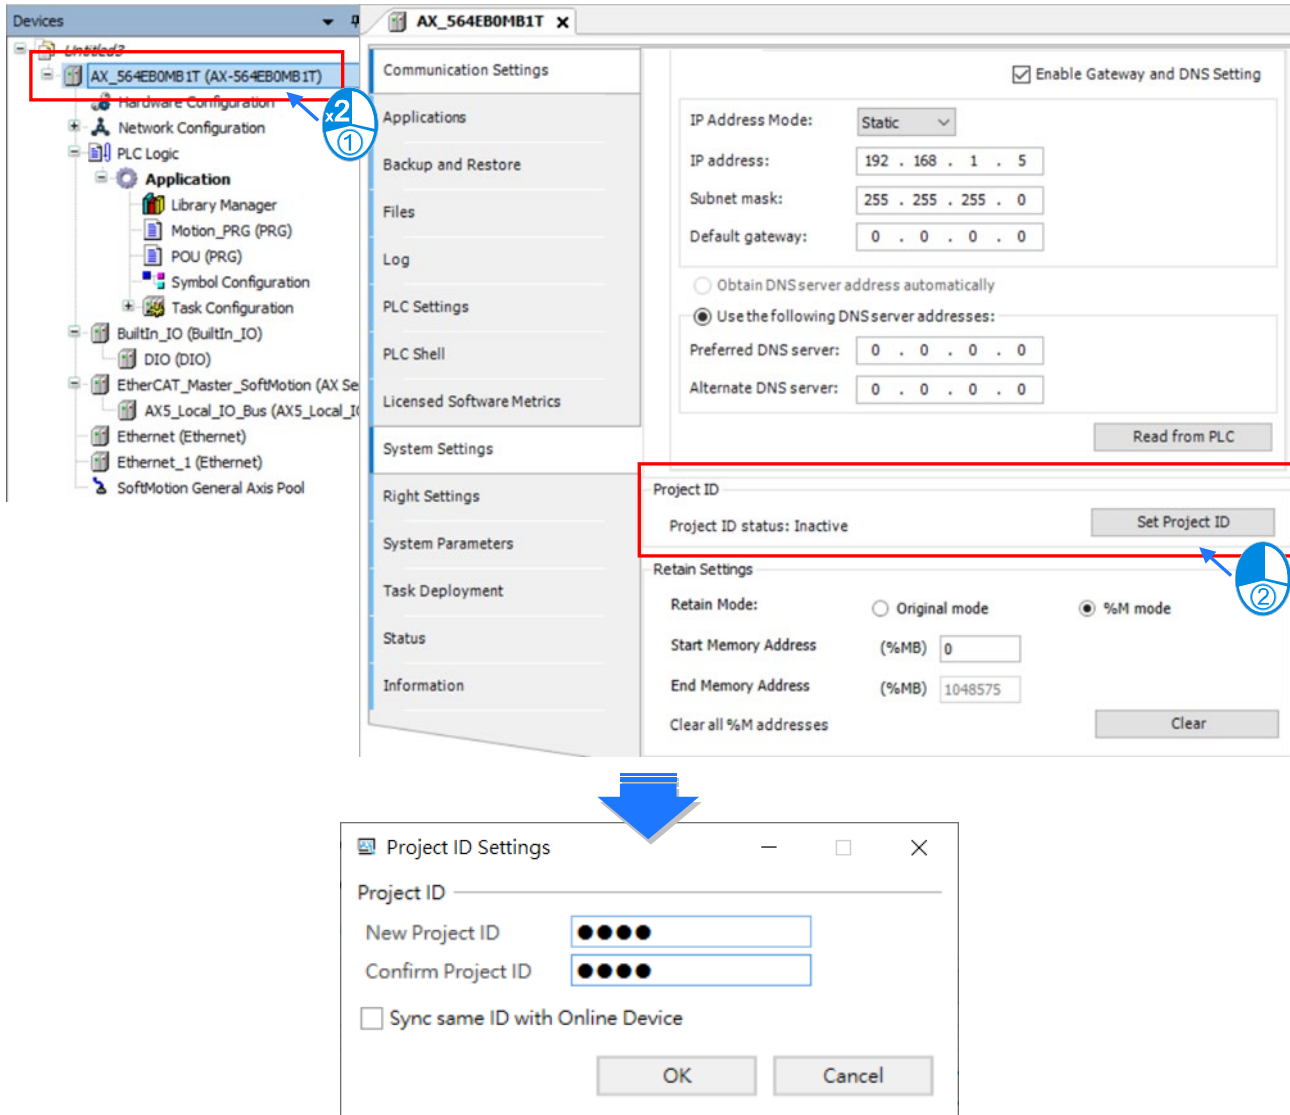 Devices
Untitled3
AX_564EB0MB1T (AX-564EB0MB1T)
Hardware Configuration
x2
①
Network Configuration
PLC Logic
Application
Library Manager
Motion_PRG (PRG)
POU (PRG)
Symbol Configuration
Task Configuration
BuiltIn_IO (BuiltIn_IO)
DIO (DIO)
EtherCAT_Master_SoftMotion (AX Se
AX5_Local_IO_Bus (AX5_Local_I
Ethernet (Ethernet)
Ethernet_1 (Ethernet)
SoftMotion General Axis Pool
AX_564EB0MB1T
Communication Settings
Applications
Backup and Restore
Files
Log
PLC Settings
PLC Shell
Licensed Software Metrics
System Settings
Right Settings
System Parameters
Task Deployment
Status
Information
Enable Gateway and DNS Setting
IP Address Mode: Static
IP address: 192 . 168 . 1 . 5
Subnet mask: 255 . 255 . 255 . 0
Default gateway: 0 . 0 . 0 . 0
Obtain DNS server address automatically
Use the following DNS server addresses:
Preferred DNS server: 0 . 0 . 0 . 0
Alternate DNS server: 0 . 0 . 0 . 0
Read from PLC
Project ID
Project ID status: Inactive Set Project ID
②
Retain Settings
Retain Mode: Original mode %M mode
Start Memory Address (%MB) 0
End Memory Address (%MB) 1048575
Clear all %M addresses Clear
Project ID Settings
Project ID
New Project ID ●●●●
Confirm Project ID ●●●●
Sync same ID with Online Device
OK Cancel